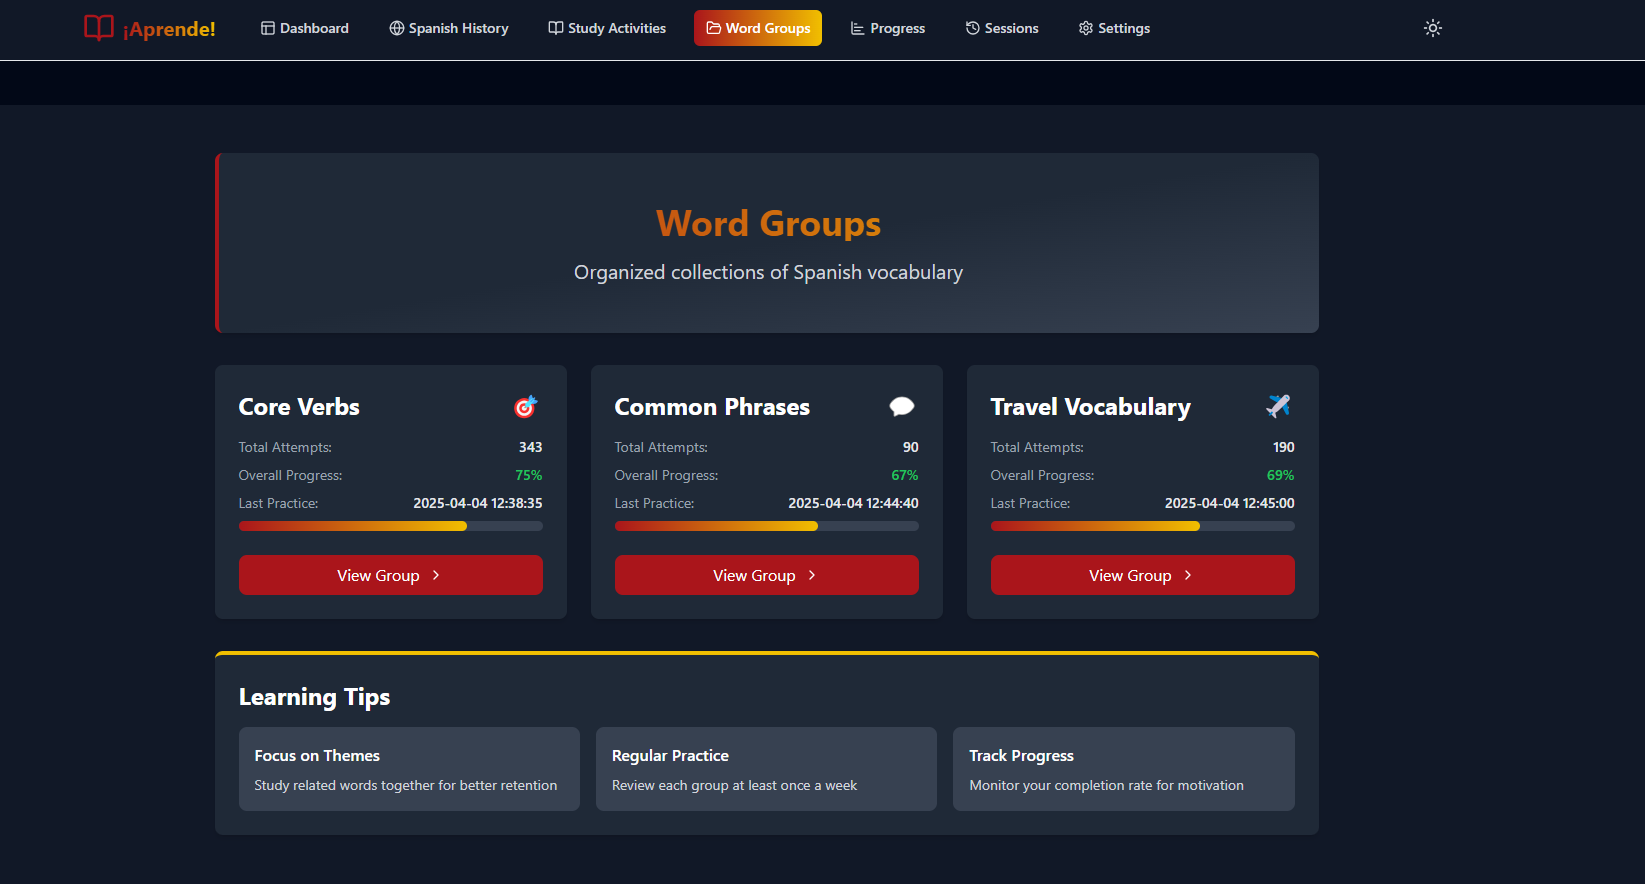 ¡Aprende! Dashboard Spanish History Study Activities Word Groups Progress Sessions Settings
Word Groups
Organized collections of Spanish vocabulary
Core Verbs
Total Attempts: 343
Overall Progress: 75%
Last Practice: 2025-04-04 12:38:35
View Group
Common Phrases
Total Attempts: 90
Overall Progress: 67%
Last Practice: 2025-04-04 12:44:40
View Group
Travel Vocabulary
Total Attempts: 190
Overall Progress: 69%
Last Practice: 2025-04-04 12:45:00
View Group
Learning Tips
Focus on Themes
Study related words together for better retention
Regular Practice
Review each group at least once a week
Track Progress
Monitor your completion rate for motivation